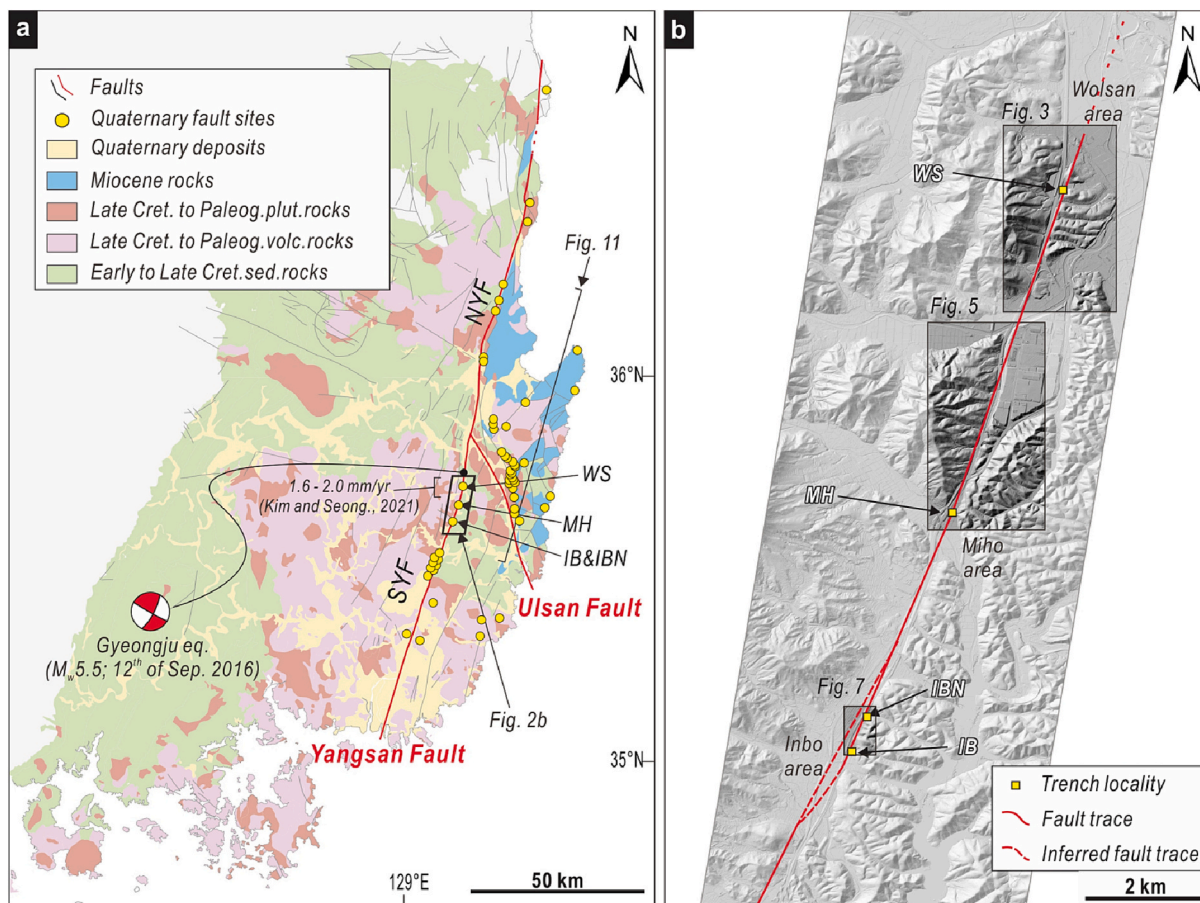 a
N
Faults
Quaternary fault sites
Quaternary deposits
Miocene rocks
Late Cret. to Paleog.plut.rocks
Late Cret. to Paleog.volc.rocks
Early to Late Cret.sed.rocks
Fig. 11
NYF
36°N
1.6 - 2.0 mm/yr
(Kim and Seong., 2021)
WS
MH
IB&IBN
SYF
Ulsan Fault
Gyeongju eq.
(Mw5.5; 12th of Sep. 2016)
Fig. 2b
Yangsan Fault
35°N
129°E
50 km
b
N
Wolsan
area
Fig. 3
WS
Fig. 5
MH
Miho
area
Fig. 7
IBN
Inbo
area
IB
Trench locality
Fault trace
Inferred fault trace
2 km